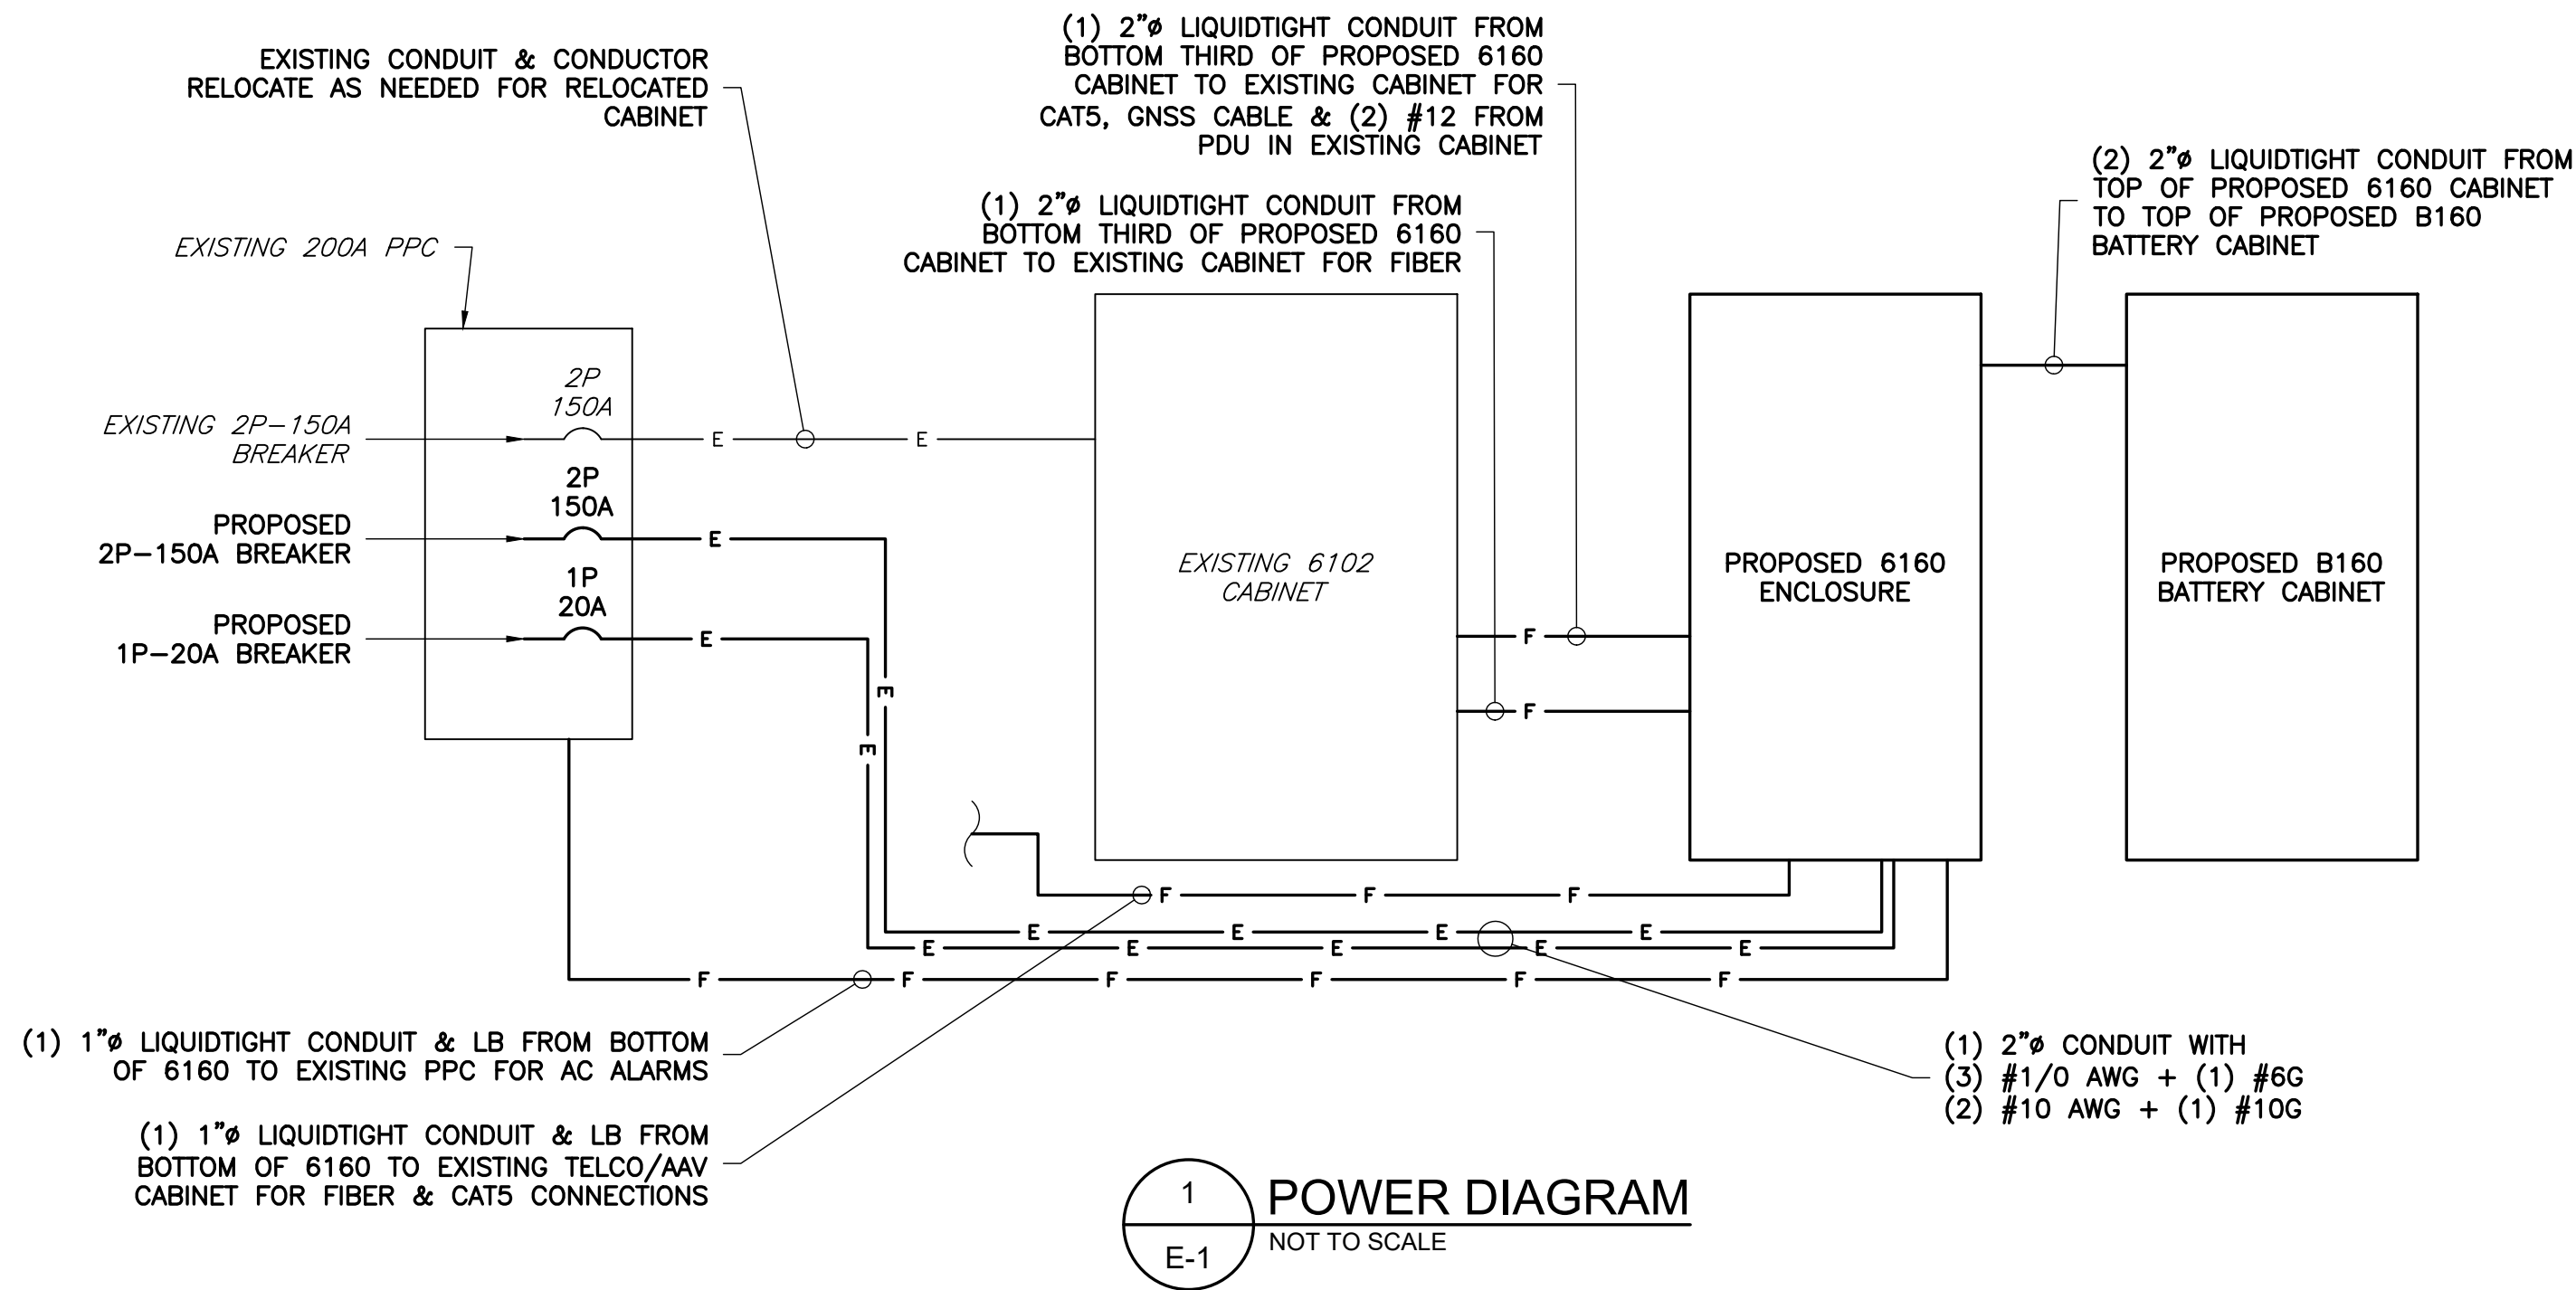 (1) 2"ø LIQUIDTIGHT CONDUIT FROM
BOTTOM THIRD OF PROPOSED 6160
CABINET TO EXISTING CABINET FOR
CAT5, GNSS CABLE & (2) #12 FROM
PDU IN EXISTING CABINET
EXISTING CONDUIT & CONDUCTOR
RELOCATE AS NEEDED FOR RELOCATED
CABINET
(2) 2"ø LIQUIDTIGHT CONDUIT FROM
TOP OF PROPOSED 6160 CABINET
TO TOP OF PROPOSED B160
BATTERY CABINET
(1) 2"ø LIQUIDTIGHT CONDUIT FROM
BOTTOM THIRD OF PROPOSED 6160
CABINET TO EXISTING CABINET FOR FIBER
EXISTING 200A PPC
2P
150A
EXISTING 2P-150A
BREAKER
E E
2P
150A
PROPOSED
2P-150A BREAKER
E
1P
20A
PROPOSED
1P-20A BREAKER
E
E
E
EXISTING 6102
CABINET
PROPOSED 6160
ENCLOSURE
PROPOSED B160
BATTERY CABINET
F
F
F F F
E E E E
E E E E E
F F F F F F
(1) 1"ø LIQUIDTIGHT CONDUIT & LB FROM BOTTOM
OF 6160 TO EXISTING PPC FOR AC ALARMS
(1) 1"ø LIQUIDTIGHT CONDUIT & LB FROM
BOTTOM OF 6160 TO EXISTING TELCO/AAV
CABINET FOR FIBER & CAT5 CONNECTIONS
(1) 2"ø CONDUIT WITH
(3) #1/0 AWG + (1) #6G
(2) #10 AWG + (1) #10G
1
E-1
POWER DIAGRAM
NOT TO SCALE